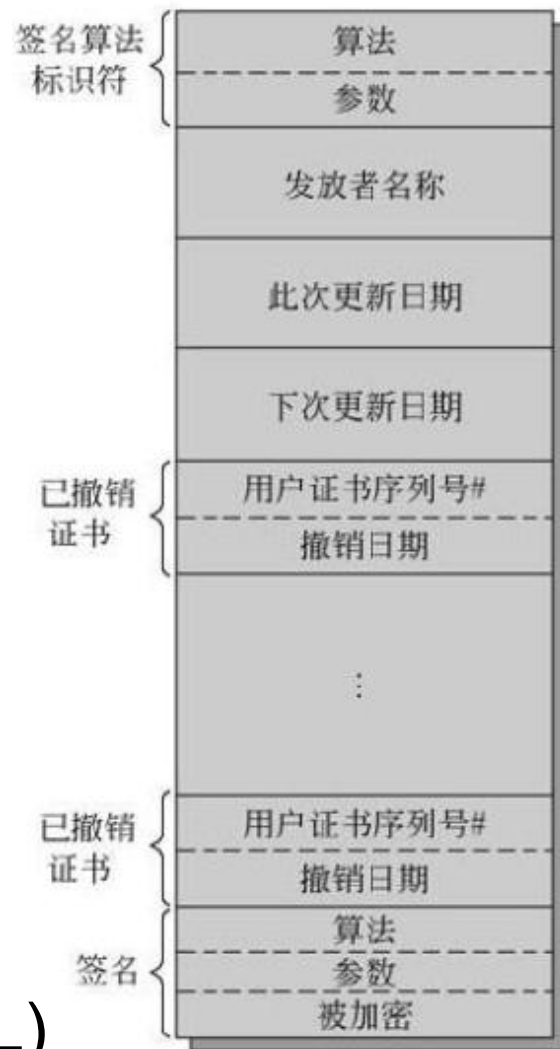 签名算法
标识符
算法
参数
发放者名称
此次更新日期
下次更新日期
已撤销
证书
用户证书序列号#
撤销日期
⋮
已撤销
证书
用户证书序列号#
撤销日期
签名
算法
参数
被加密
)